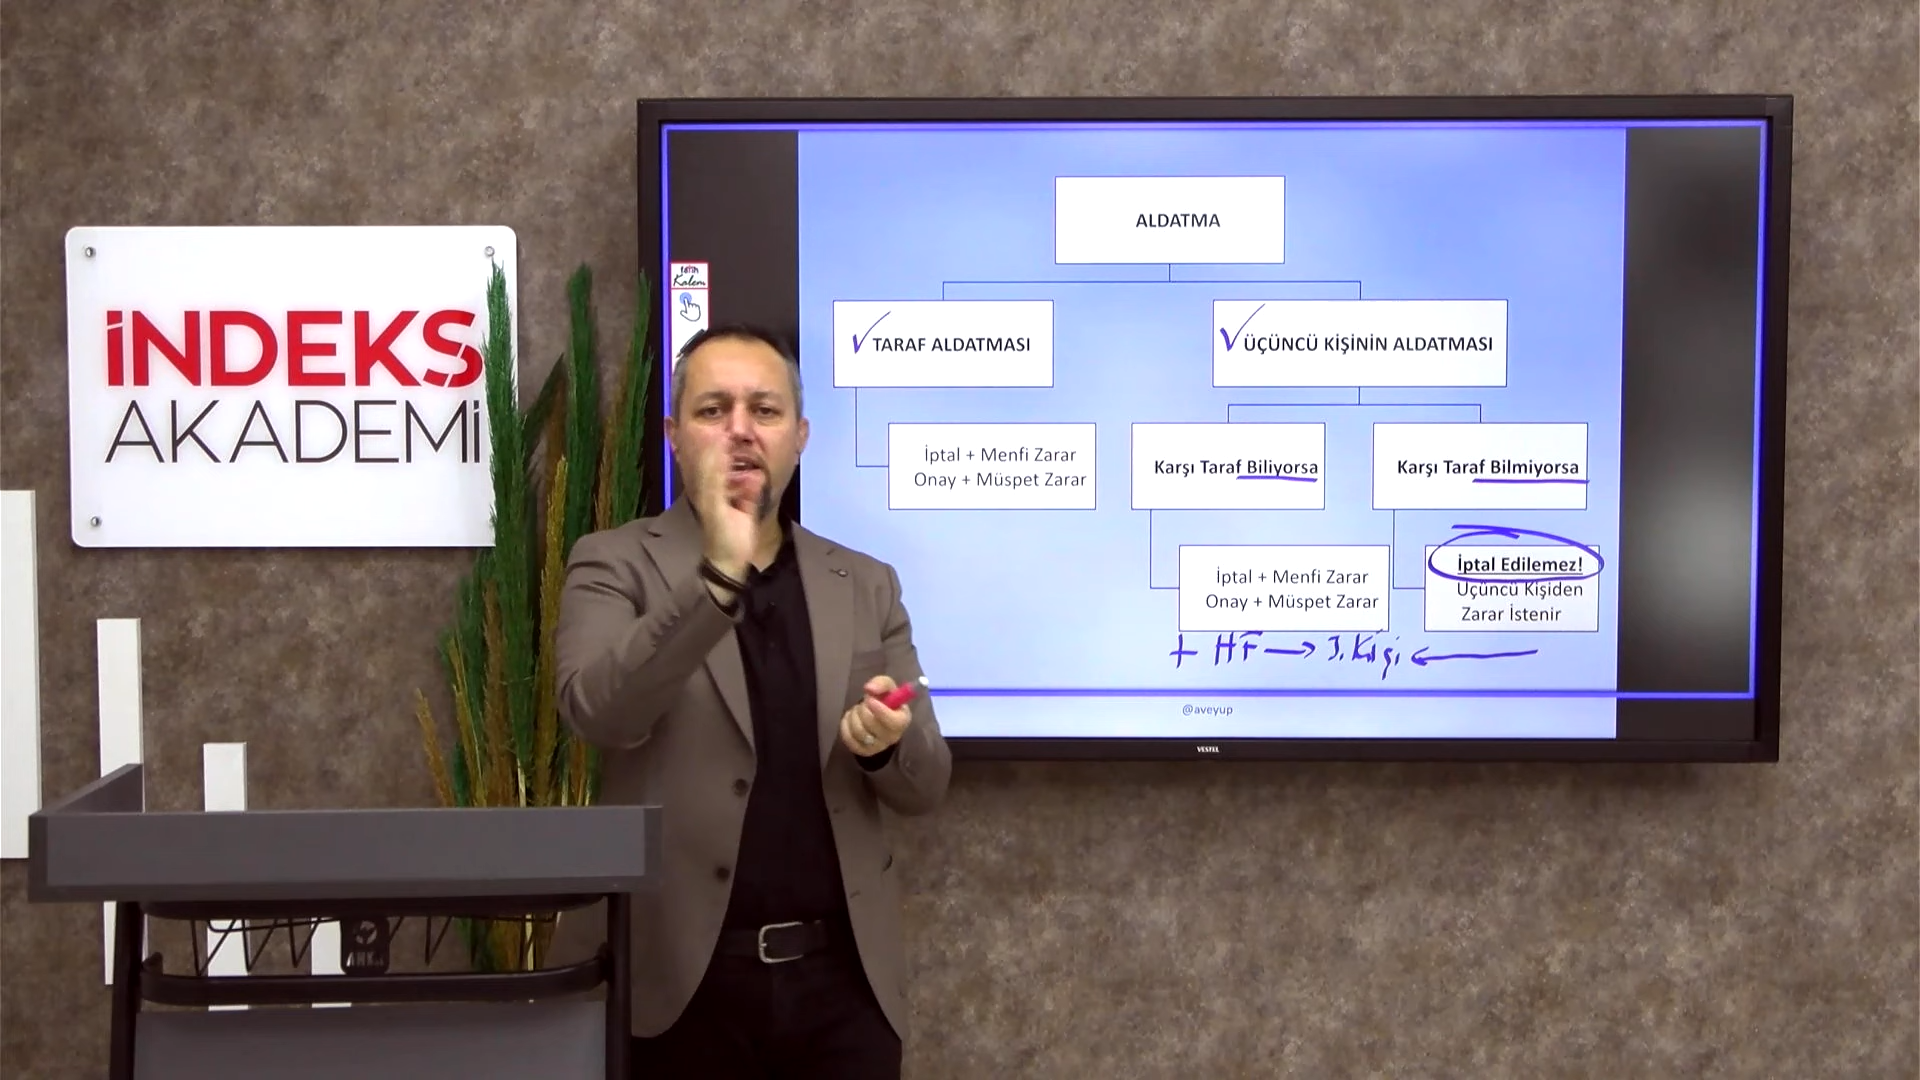 İNDEKS
AKADEMİ
Kalem
ALDATMA
TARAF ALDATMASI
ÜÇÜNCÜ KİŞİNİN ALDATMASI
İptal + Menfi Zarar
Onay + Müspet Zarar
Karşı Taraf Biliyorsa
Karşı Taraf Bilmiyorsa
İptal + Menfi Zarar
Onay + Müspet Zarar
İptal Edilemez!
Üçüncü Kişiden
Zarar İstenir
+ HF → 3. Kişi ←
@aveyup
VESTEL